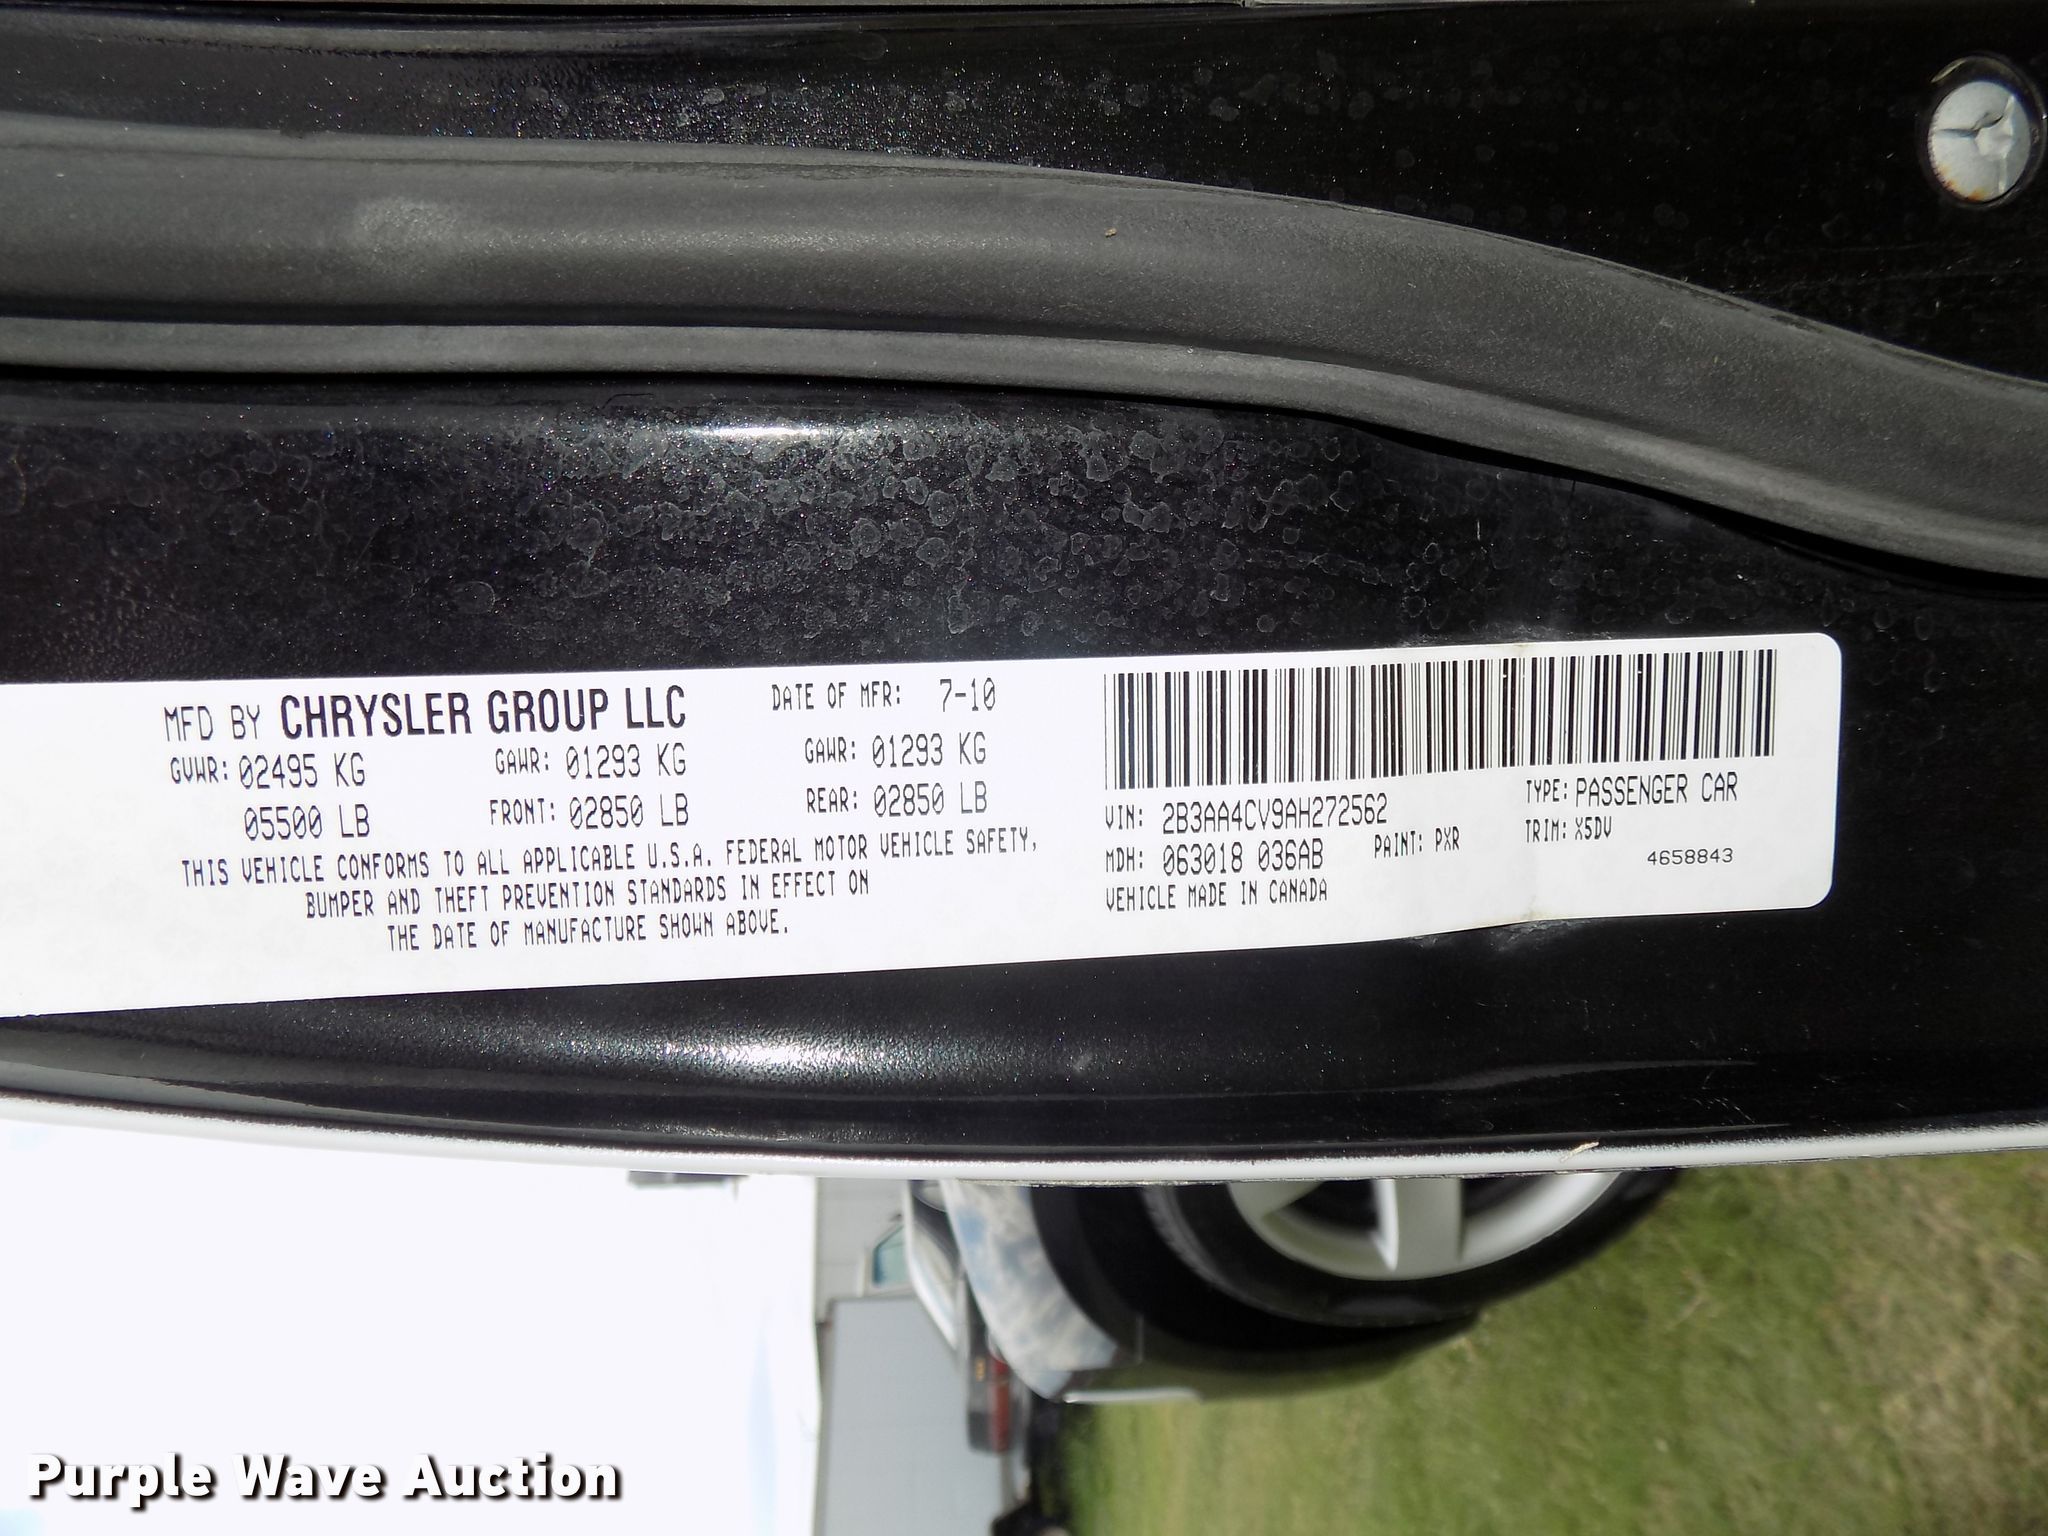 MFD BY CHRYSLER GROUP LLC DATE OF MFR: 7-10
GVWR: 02495 KG GAWR: 01293 KG GAWR: 01293 KG
05500 LB FRONT: 02850 LB REAR: 02850 LB
THIS VEHICLE CONFORMS TO ALL APPLICABLE U.S.A. FEDERAL MOTOR VEHICLE SAFETY,
BUMPER AND THEFT PREVENTION STANDARDS IN EFFECT ON
THE DATE OF MANUFACTURE SHOWN ABOVE.
VIN: 2B3AA4CV9AH272562 TYPE: PASSENGER CAR
MDH: 063018 036AB PAINT: PXR TRIM: X5DV
VEHICLE MADE IN CANADA 4658843
Purple Wave Auction